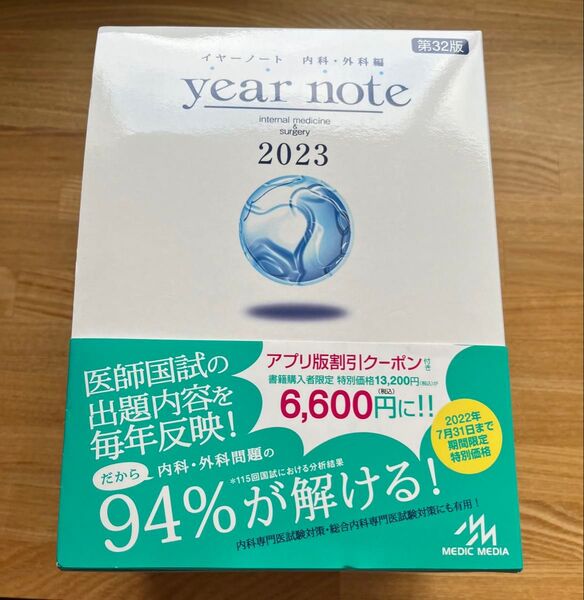 第32版
イヤーノート 内科・外科編
year note
internal medicine
&
surgery
2023
医師国試の
出題内容を
毎年反映!
アプリ版割引クーポン付き
書籍購入者限定 特別価格13,200円(税込)が
6,600円(税込)に!!
2022年
7月31日まで
期間限定
特別価格
だから 内科・外科問題の
*115回国試における分析結果
94%が解ける!
内科専門医試験対策・総合内科専門医試験対策にも有用!
MEDIC MEDIA